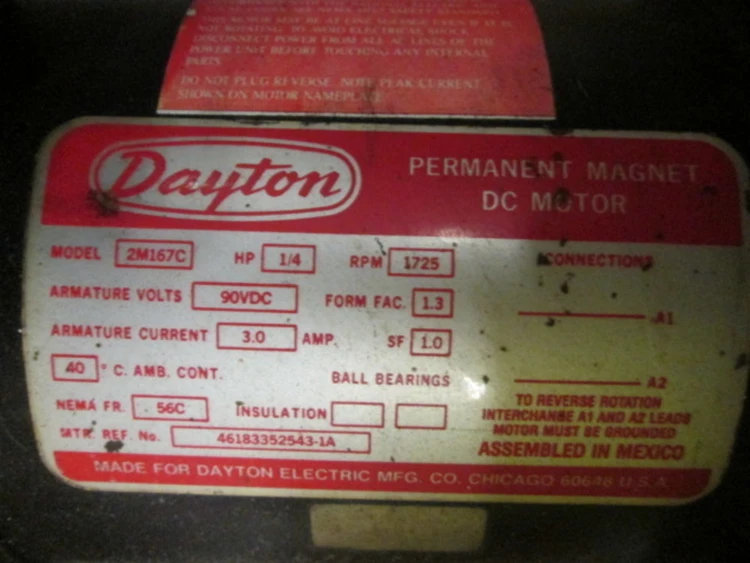 THIS MOTOR MAY BE AT LINE VOLTAGE EVEN IF IT IS
NOT ROTATING. TO AVOID ELECTRICAL SHOCK
DISCONNECT POWER FROM ALL AC LINES OF THE
POWER UNIT BEFORE TOUCHING ANY INTERNAL
PARTS
DO NOT PLUG REVERSE. NOTE PEAK CURRENT
SHOWN ON MOTOR NAMEPLATE
Dayton
PERMANENT MAGNET
DC MOTOR
MODEL 2M167C HP 1/4 RPM 1725
CONNECTIONS
ARMATURE VOLTS 90VDC FORM FAC. 1.3
A1
ARMATURE CURRENT 3.0 AMP. SF 1.0
40 ° C. AMB. CONT. BALL BEARINGS
A2
NEMA FR. 56C INSULATION
TO REVERSE ROTATION
INTERCHANGE A1 AND A2 LEADS
MOTOR MUST BE GROUNDED
MTR. REF. No. 46183352543-1A
ASSEMBLED IN MEXICO
MADE FOR DAYTON ELECTRIC MFG. CO. CHICAGO 60648 U.S.A.